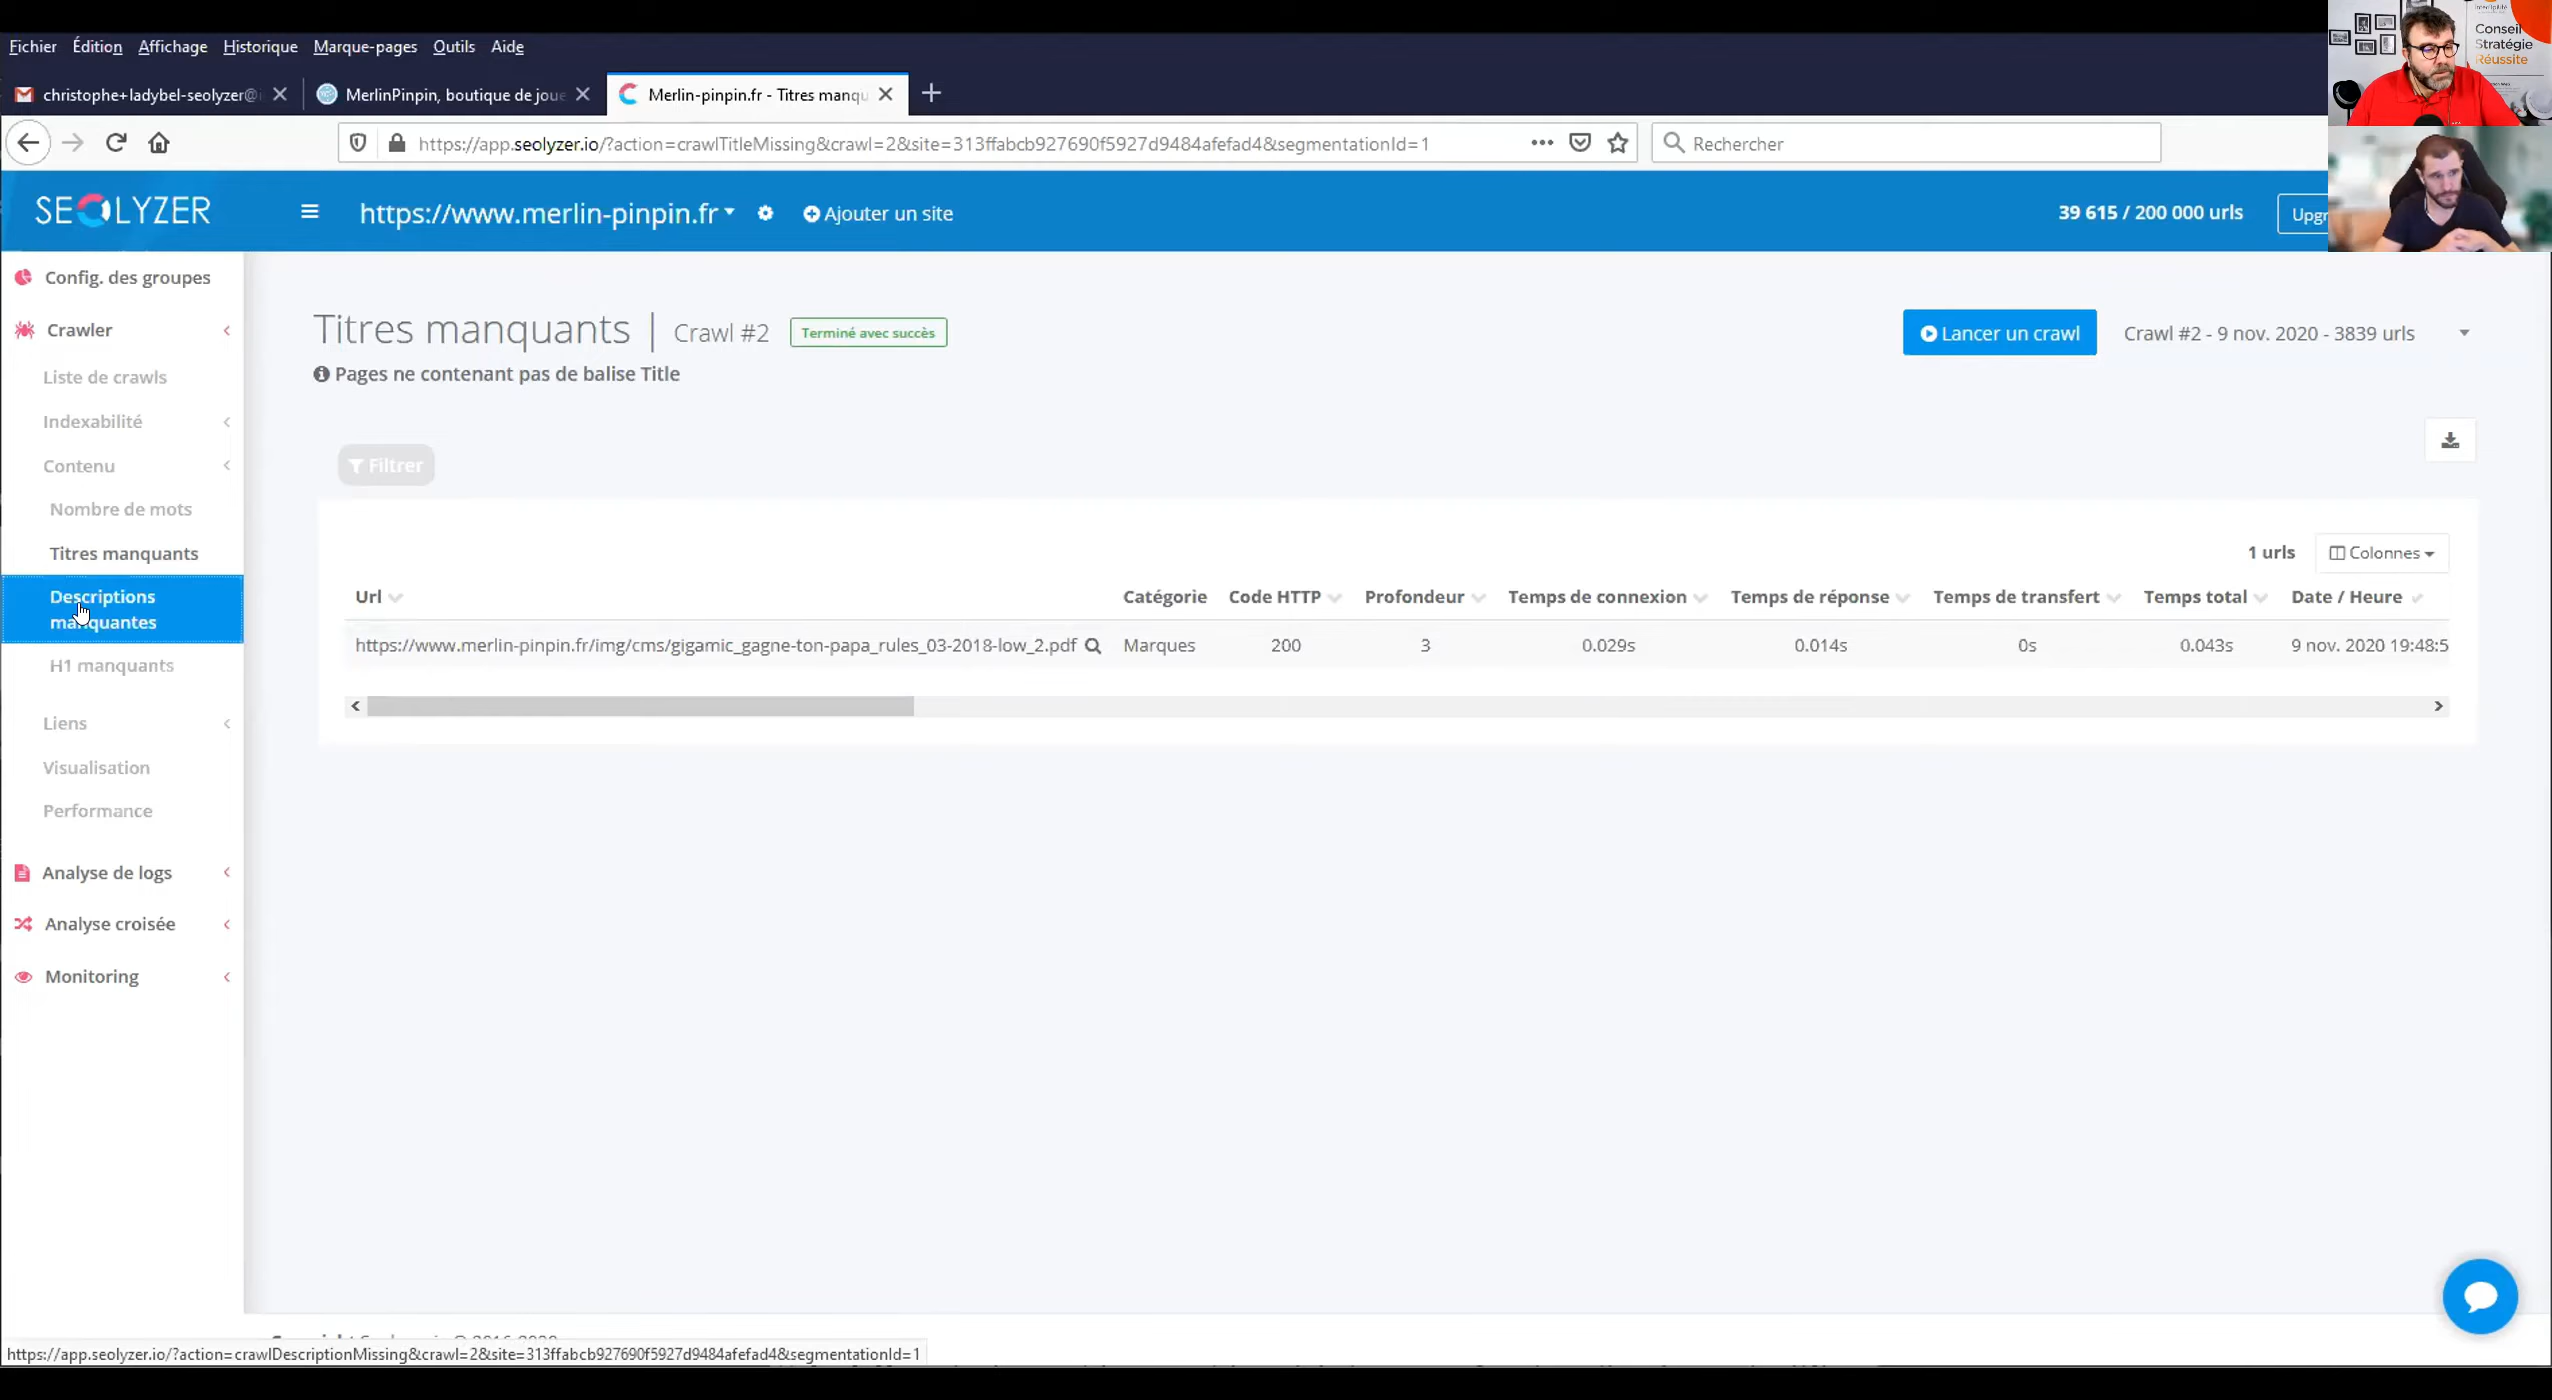 Fichier Édition Affichage Historique Marque-pages Outils Aide
christophe+ladybel-seolyzer@
MerlinPinpin, boutique de joue
Merlin-pinpin.fr - Titres manqu
https://app.seolyzer.io/?action=crawlTitleMissing&crawl=2&site=313ffabcb927690f5927d9484afefad4&segmentationId=1
Rechercher
Conseil
Stratégie
Réussite
SEOLYZER
https://www.merlin-pinpin.fr
Ajouter un site
39 615 / 200 000 urls
Upgr
Config. des groupes
Crawler
Liste de crawls
Indexabilité
Contenu
Nombre de mots
Titres manquants
Descriptions
manquantes
H1 manquants
Liens
Visualisation
Performance
Analyse de logs
Analyse croisée
Monitoring
Titres manquants | Crawl #2 Terminé avec succès
Pages ne contenant pas de balise Title
Lancer un crawl
Crawl #2 - 9 nov. 2020 - 3839 urls
Filtrer
1 urls Colonnes
Url Catégorie Code HTTP Profondeur Temps de connexion Temps de réponse Temps de transfert Temps total Date / Heure
https://www.merlin-pinpin.fr/img/cms/gigamic_gagne-ton-papa_rules_03-2018-low_2.pdf Marques 200 3 0.029s 0.014s 0s 0.043s 9 nov. 2020 19:48:5
https://app.seolyzer.io/?action=crawlDescriptionMissing&crawl=2&site=313ffabcb927690f5927d9484afefad4&segmentationId=1